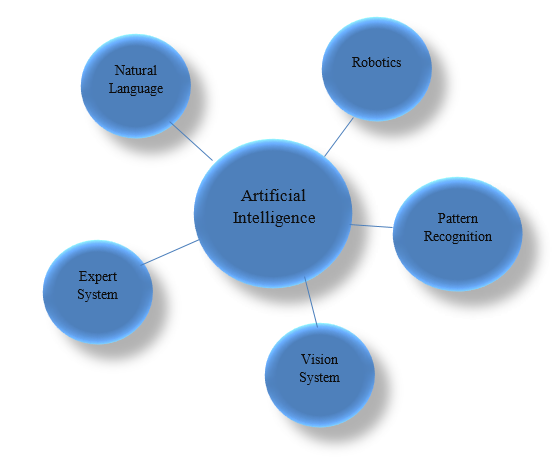 Natural
Language
Robotics
Artificial
Intelligence
Pattern
Recognition
Expert
System
Vision
System